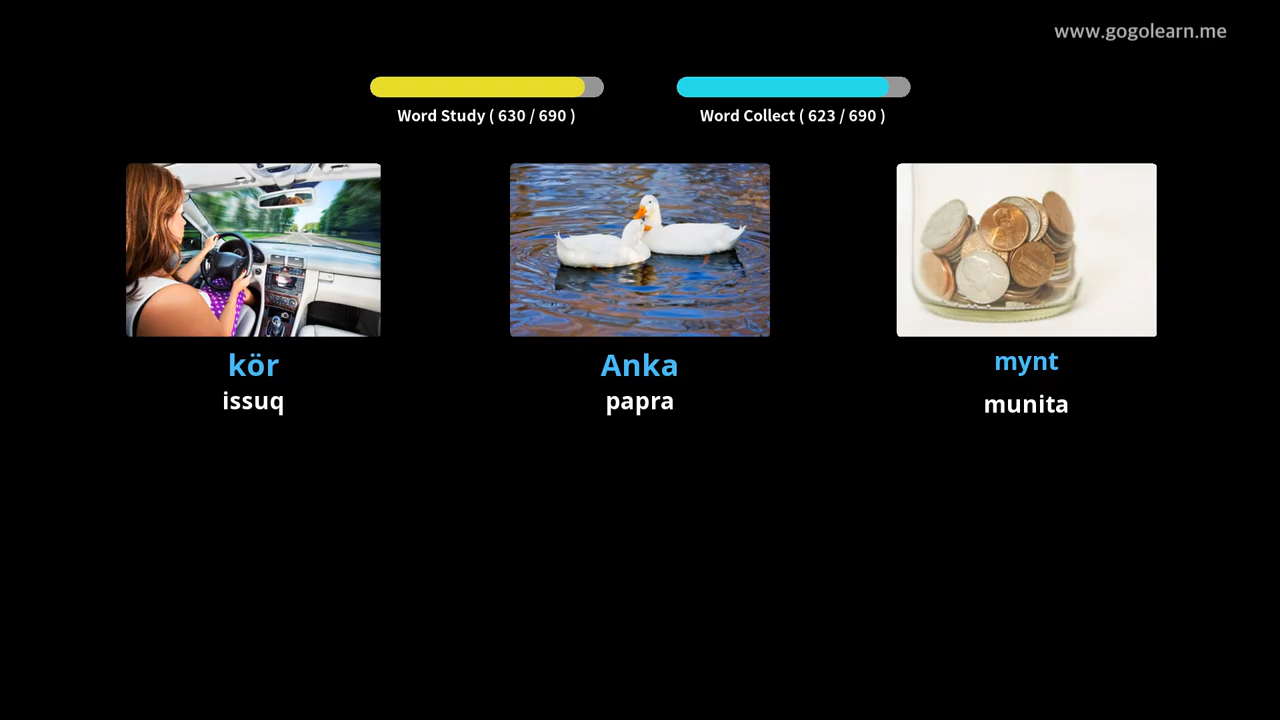 www.gogolearn.me
Word Study ( 630 / 690 )
Word Collect ( 623 / 690 )
kör
issuq
Anka
papra
mynt
munita